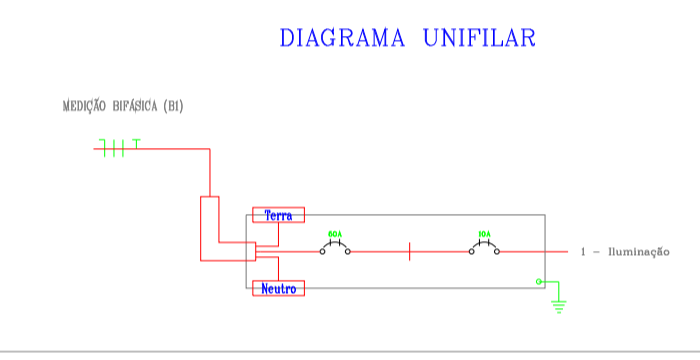 DIAGRAMA UNIFILAR
MEDIÇÃO BIFÁSICA (B1)
Terra
60A
10A
1 - Iluminação
Neutro